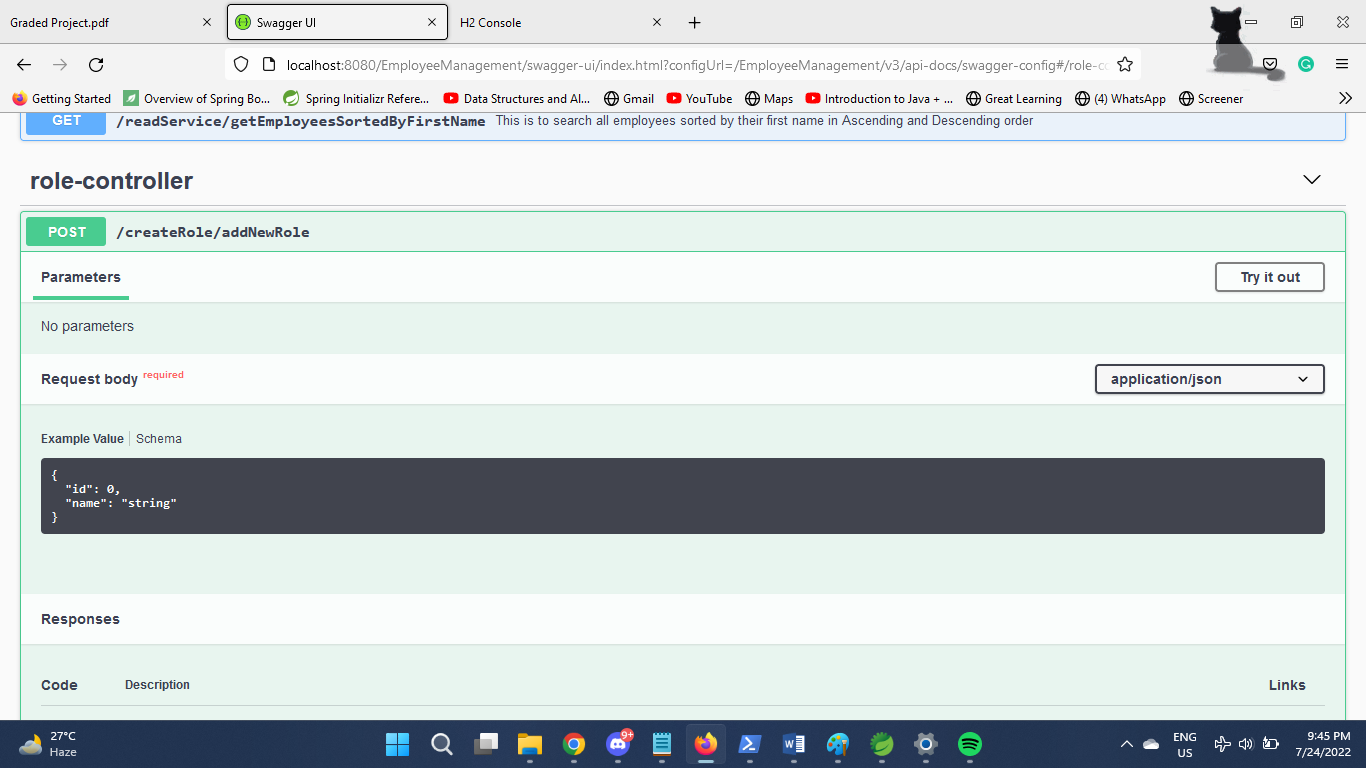 Graded Project.pdf
Swagger UI
H2 Console
localhost:8080/EmployeeManagement/swagger-ui/index.html?configUrl=/EmployeeManagement/v3/api-docs/swagger-config#/role-co
Getting Started
Overview of Spring Bo...
Spring Initializr Refere...
Data Structures and Al...
Gmail
YouTube
Maps
Introduction to Java + ...
Great Learning
(4) WhatsApp
Screener
GET /readService/getEmployeesSortedByFirstName This is to search all employees sorted by their first name in Ascending and Descending order
role-controller
POST /createRole/addNewRole
Parameters
Try it out
No parameters
Request body required
application/json
Example Value Schema
{
"id": 0,
"name": "string"
}
Responses
Code Description Links
27°C
Haze
9+
ENG
US
9:45 PM
7/24/2022